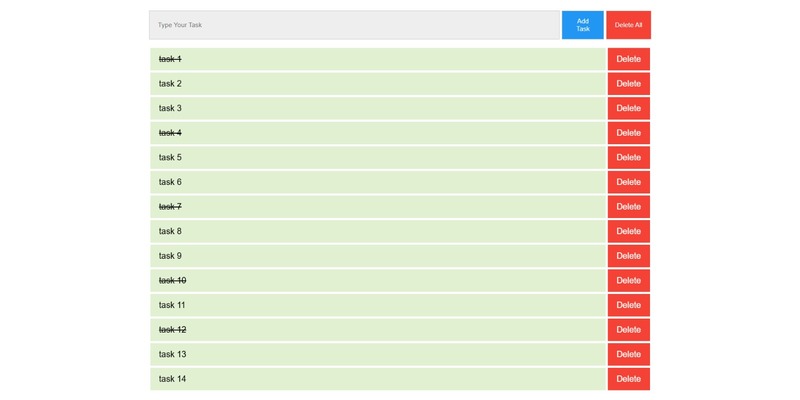 Type Your Task
Add
Task
Delete All
task 1 Delete
task 2 Delete
task 3 Delete
task 4 Delete
task 5 Delete
task 6 Delete
task 7 Delete
task 8 Delete
task 9 Delete
task 10 Delete
task 11 Delete
task 12 Delete
task 13 Delete
task 14 Delete